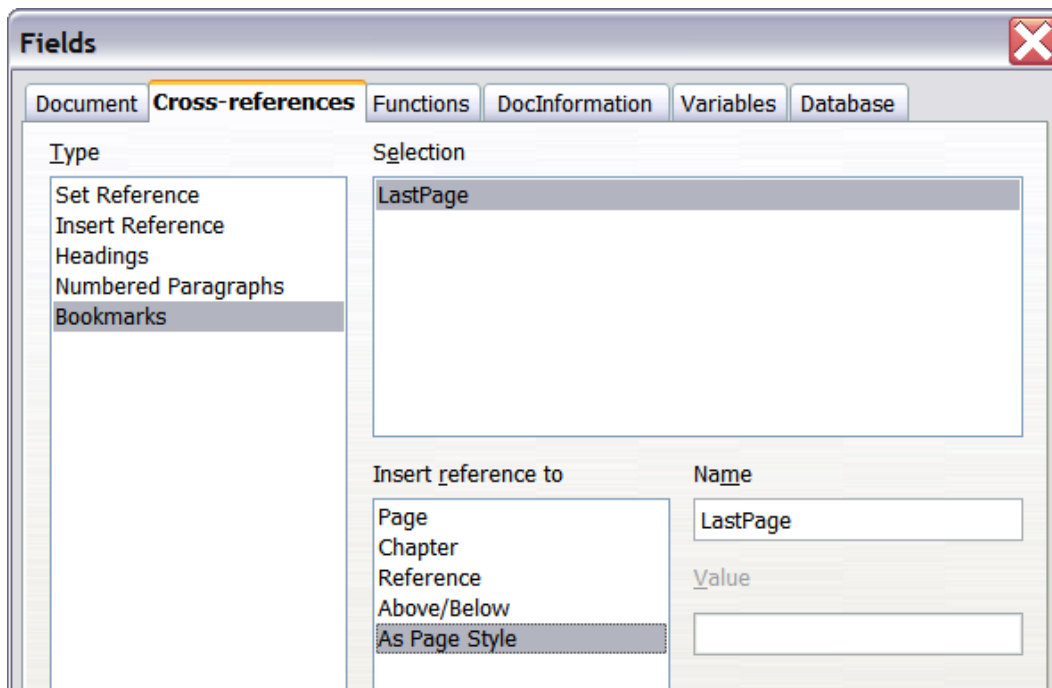 Fields
Document Cross-references Functions DocInformation Variables Database
Type
Set Reference
Insert Reference
Headings
Numbered Paragraphs
Bookmarks
Selection
LastPage
Insert reference to
Page
Chapter
Reference
Above/Below
As Page Style
Name
LastPage
Value